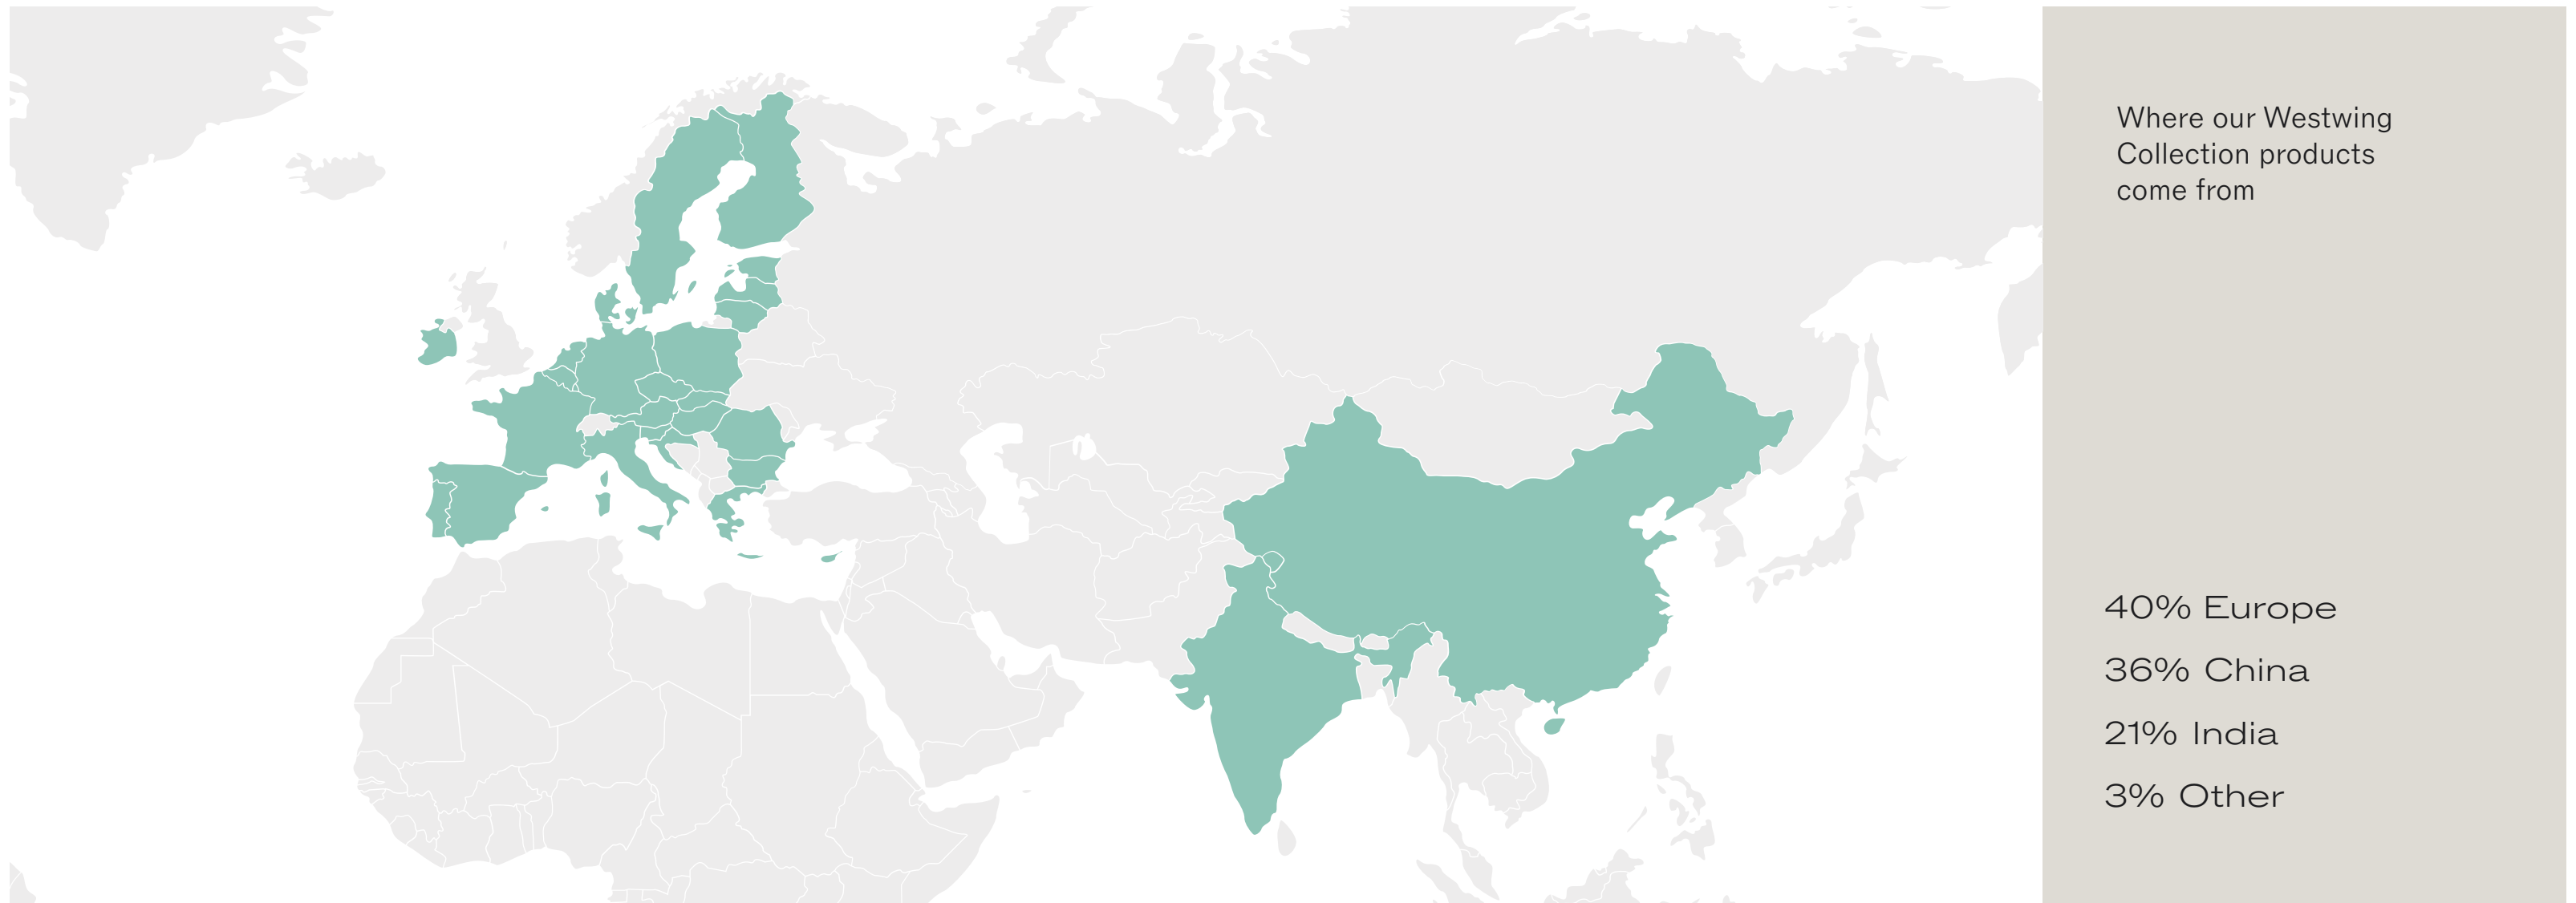 Where our Westwing
Collection products
come from
40% Europe
36% China
21% India
3% Other